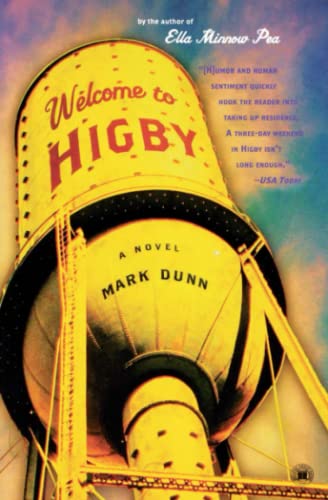 by the author of
Ella Minnow Pea
"[H]umor and human
sentiment quickly
hook the reader into
taking up residence.
A three-day weekend
in Higby isn't
long enough."
—USA Today
Welcome to
HIGBY
A NOVEL
MARK DUNN